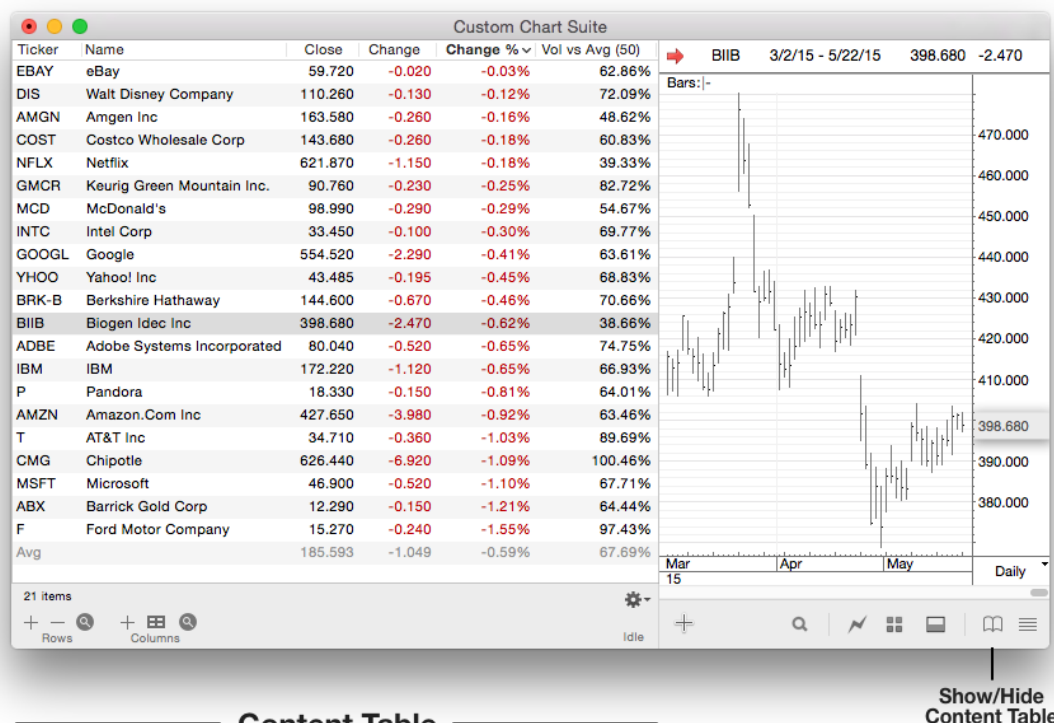 Custom Chart Suite
Ticker Name Close Change Change % Vol vs Avg (50)
EBAY eBay 59.720 -0.020 -0.03% 62.86%
DIS Walt Disney Company 110.260 -0.130 -0.12% 72.09%
AMGN Amgen Inc 163.580 -0.260 -0.16% 48.62%
COST Costco Wholesale Corp 143.680 -0.260 -0.18% 60.83%
NFLX Netflix 621.870 -1.150 -0.18% 39.33%
GMCR Keurig Green Mountain Inc. 90.760 -0.230 -0.25% 82.72%
MCD McDonald's 98.990 -0.290 -0.29% 54.67%
INTC Intel Corp 33.450 -0.100 -0.30% 69.77%
GOOGL Google 554.520 -2.290 -0.41% 63.61%
YHOO Yahoo! Inc 43.485 -0.195 -0.45% 68.83%
BRK-B Berkshire Hathaway 144.600 -0.670 -0.46% 70.66%
BIIB Biogen Idec Inc 398.680 -2.470 -0.62% 38.66%
ADBE Adobe Systems Incorporated 80.040 -0.520 -0.65% 74.75%
IBM IBM 172.220 -1.120 -0.65% 66.93%
P Pandora 18.330 -0.150 -0.81% 64.01%
AMZN Amazon.Com Inc 427.650 -3.980 -0.92% 63.46%
T AT&T Inc 34.710 -0.360 -1.03% 89.69%
CMG Chipotle 626.440 -6.920 -1.09% 100.46%
MSFT Microsoft 46.900 -0.520 -1.10% 67.71%
ABX Barrick Gold Corp 12.290 -0.150 -1.21% 64.44%
F Ford Motor Company 15.270 -0.240 -1.55% 97.43%
Avg 185.593 -1.049 -0.59% 67.69%
21 items
Rows Columns Idle
BIIB 3/2/15 - 5/22/15 398.680 -2.470
Bars:|-
470.000
460.000
450.000
440.000
430.000
420.000
410.000
398.680
390.000
380.000
Mar Apr May
15
Daily
Show/Hide
Content Table
Content Table